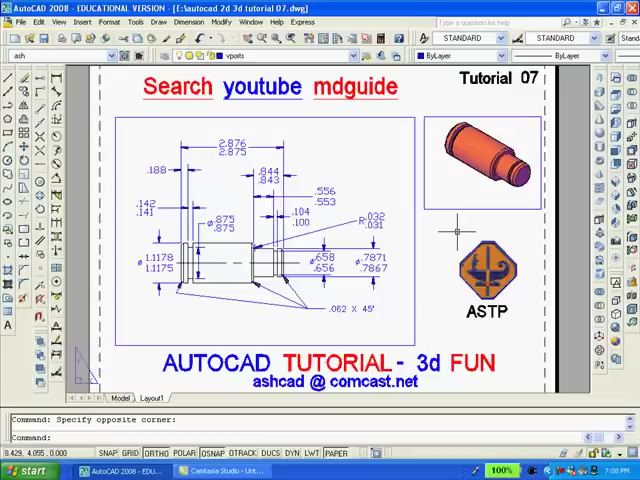 AutoCAD 2008 - EDUCATIONAL VERSION - [E:\autocad 2d 3d tutorial 07.dwg]
File Edit View Insert Format Tools Draw Dimension Modify Window Help Express
STANDARD STANDARD
ash vports ByLayer ByLayer
Search youtube mdguide
Tutorial 07
2.876
2.875
.188
.844
.843
.556
.553
.142
.141
.104
.100
ø.875
.875
R.032
.031
ø1.1178
1.1175
ø.658
.656
ø.7871
.7867
.062 X 45°
ASTP
AUTOCAD TUTORIAL - 3d FUN
ashcad @ comcast.net
Model Layout1
Command: Specify opposite corner:
Command:
8.429, 4.055, 0.000 SNAP GRID ORTHO POLAR OSNAP OTRACK DUCS DYN LWT PAPER
start AutoCAD 2008 - EDU... Camtasia Studio - Unt... 100% 7:08 PM